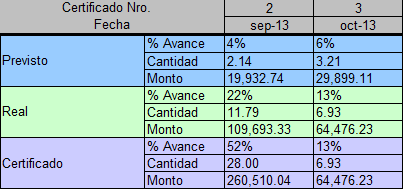 Certificado Nro. 2 3
Fecha sep-13 oct-13
% Avance 4% 6%
Previsto Cantidad 2.14 3.21
Monto 19,932.74 29,899.11
% Avance 22% 13%
Real Cantidad 11.79 6.93
Monto 109,693.33 64,476.23
% Avance 52% 13%
Certificado Cantidad 28.00 6.93
Monto 260,510.04 64,476.23